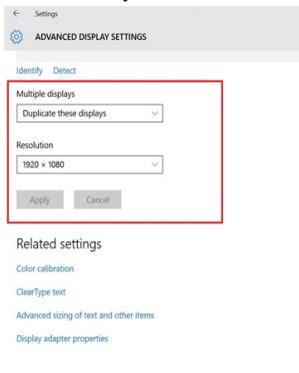 Settings
ADVANCED DISPLAY SETTINGS
Identify Detect
Multiple displays
Duplicate these displays
Resolution
1920 × 1080
Apply Cancel
Related settings
Color calibration
ClearType text
Advanced sizing of text and other items
Display adapter properties